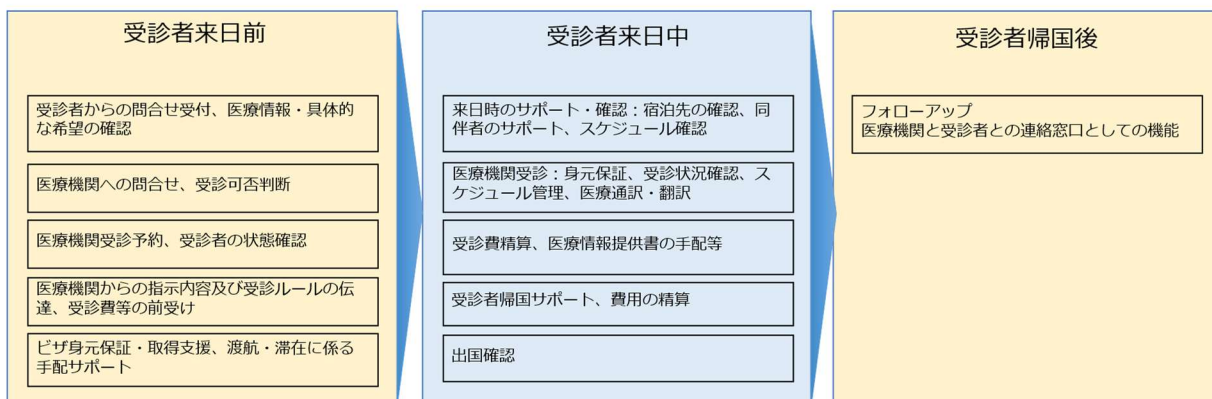 受診者来日前
受診者からの問合せ受付、医療情報・具体的
な希望の確認
医療機関への問合せ、受診可否判断
医療機関受診予約、受診者の状態確認
医療機関からの指示内容及び受診ルールの伝
達、受診費等の前受け
ビザ身元保証・取得支援、渡航・滞在に係る
手配サポート
受診者来日中
来日時のサポート・確認：宿泊先の確認、同
伴者のサポート、スケジュール確認
医療機関受診：身元保証、受診状況確認、ス
ケジュール管理、医療通訳・翻訳
受診費精算、医療情報提供書の手配等
受診者帰国サポート、費用の精算
出国確認
受診者帰国後
フォローアップ
医療機関と受診者との連絡窓口としての機能